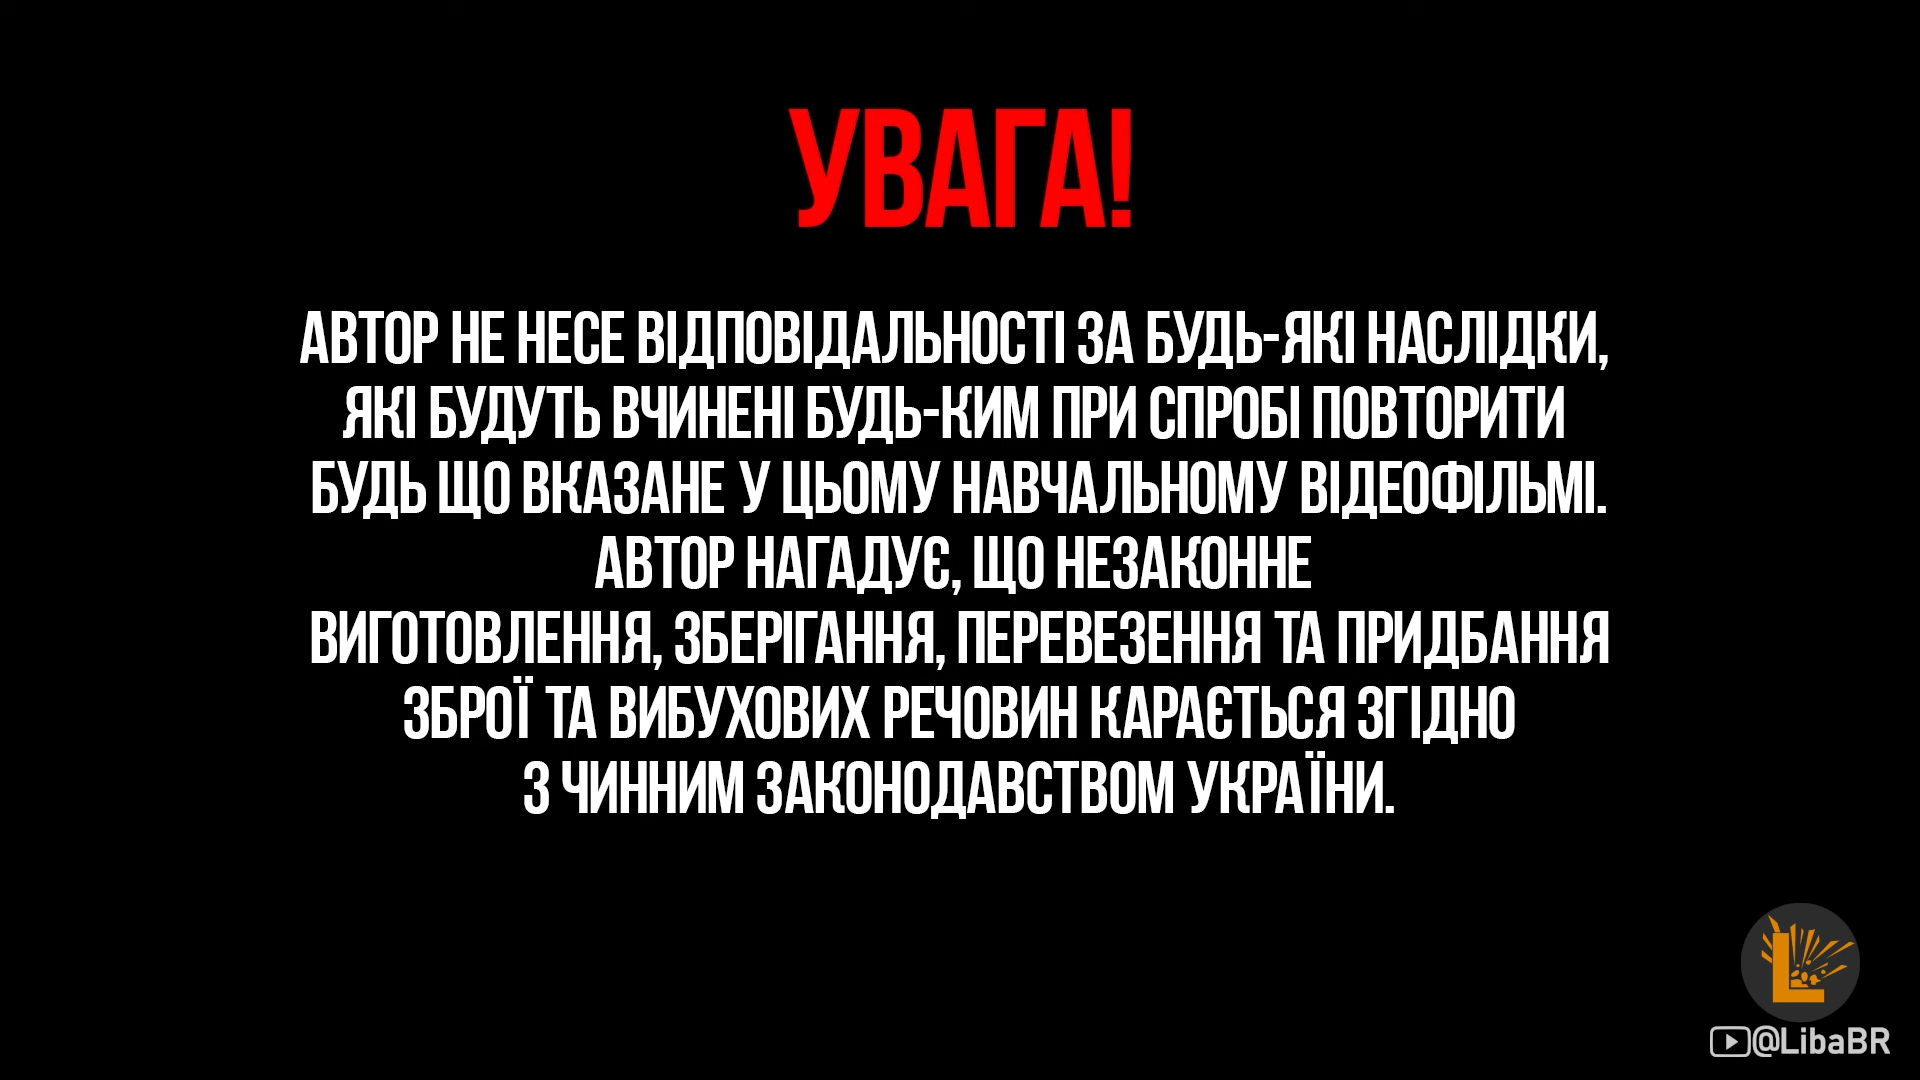 УВАГА!
АВТОР НЕ НЕСЕ ВІДПОВІДАЛЬНОСТІ ЗА БУДЬ-ЯКІ НАСЛІДКИ,
ЯКІ БУДУТЬ ВЧИНЕНІ БУДЬ-КИМ ПРИ СПРОБІ ПОВТОРИТИ
БУДЬ ЩО ВКАЗАНЕ У ЦЬОМУ НАВЧАЛЬНОМУ ВІДЕОФІЛЬМІ.
АВТОР НАГАДУЄ, ЩО НЕЗАКОННЕ
ВИГОТОВЛЕННЯ, ЗБЕРІГАННЯ, ПЕРЕВЕЗЕННЯ ТА ПРИДБАННЯ
ЗБРОЇ ТА ВИБУХОВИХ РЕЧОВИН КАРАЄТЬСЯ ЗГІДНО
З ЧИННИМ ЗАКОНОДАВСТВОМ УКРАЇНИ.
L
@LibaBR